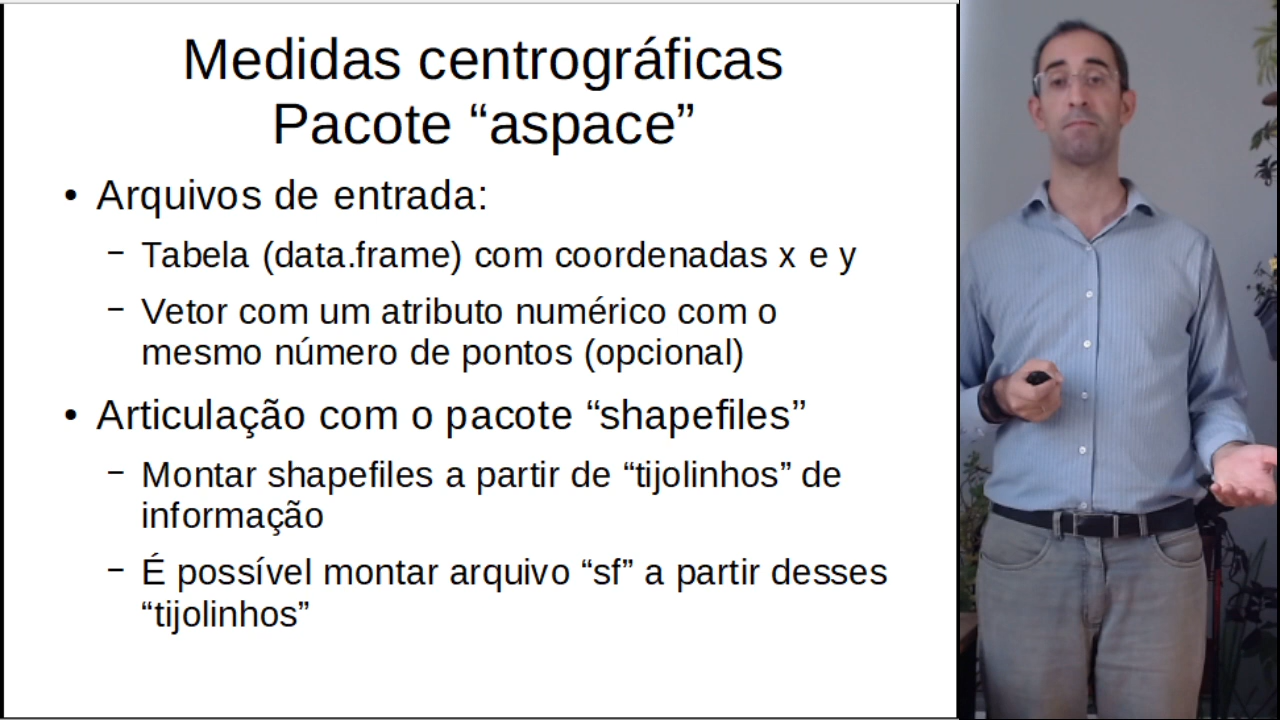 Medidas centrográficas
Pacote “aspace”
• Arquivos de entrada:
– Tabela (data.frame) com coordenadas x e y
– Vetor com um atributo numérico com o
mesmo número de pontos (opcional)
• Articulação com o pacote “shapefiles”
– Montar shapefiles a partir de “tijolinhos” de
informação
– É possível montar arquivo “sf” a partir desses
“tijolinhos”